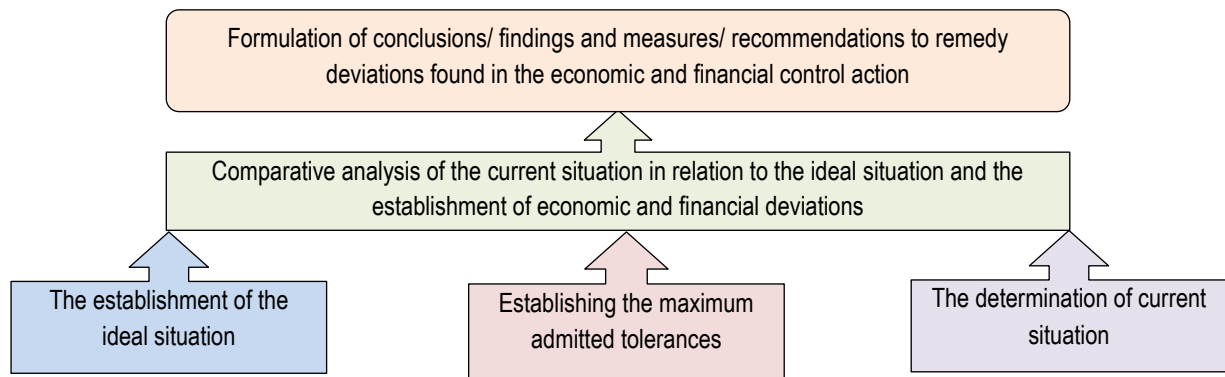 Formulation of conclusions/ findings and measures/ recommendations to remedy
deviations found in the economic and financial control action
Comparative analysis of the current situation in relation to the ideal situation and the
establishment of economic and financial deviations
The establishment of the
ideal situation
Establishing the maximum
admitted tolerances
The determination of current
situation